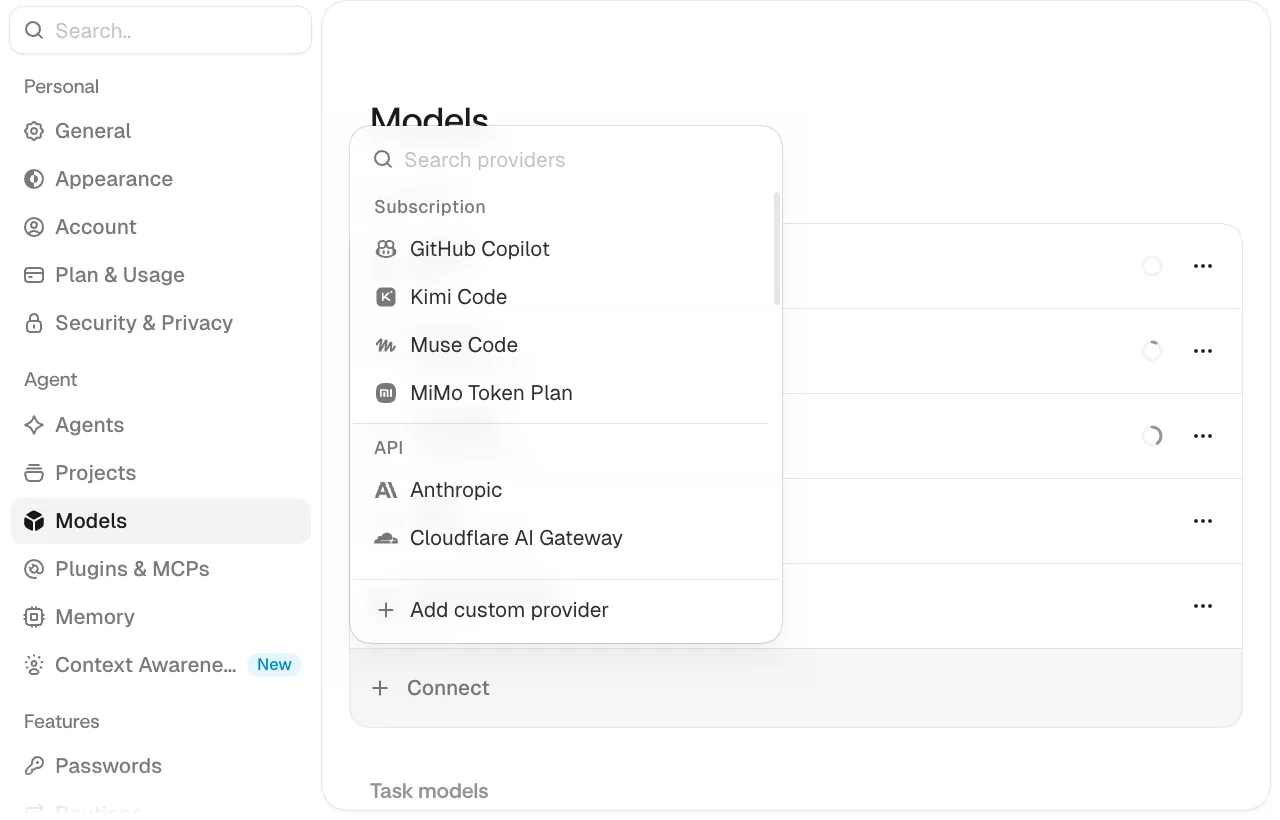 Search..
Personal
General
Appearance
Account
Plan & Usage
Security & Privacy
Agent
Agents
Projects
Models
Plugins & MCPs
Memory
Context Awarene... New
Features
Passwords
Routines
Models
Search providers
Subscription
GitHub Copilot
Kimi Code
Muse Code
MiMo Token Plan
API
Anthropic
Cloudflare AI Gateway
Add custom provider
Connect
Task models